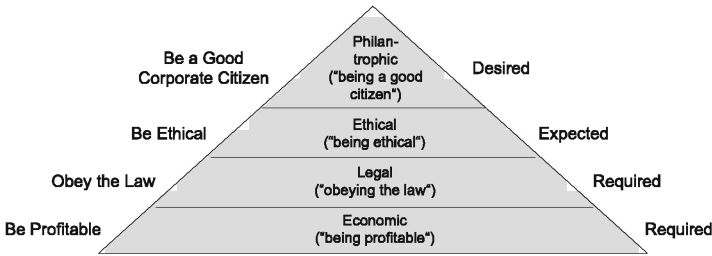 Be a Good
Corporate Citizen
Philan-
trophic
("being a good
citizen“)
Desired
Be Ethical
Ethical
("being ethical“)
Expected
Obey the Law
Legal
("obeying the law“)
Required
Be Profitable
Economic
("being profitable“)
Required